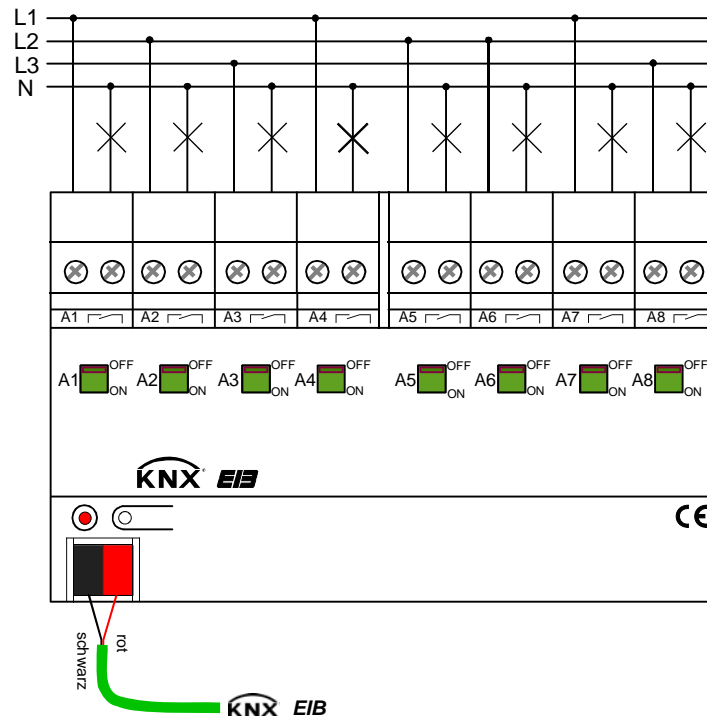 L1
L2
L3
N
A1 A2 A3 A4 A5 A6 A7 A8
A1 OFF ON A2 OFF ON A3 OFF ON A4 OFF ON A5 OFF ON A6 OFF ON A7 OFF ON A8 OFF ON
KNX EIB
CE
schwarz rot
KNX EIB